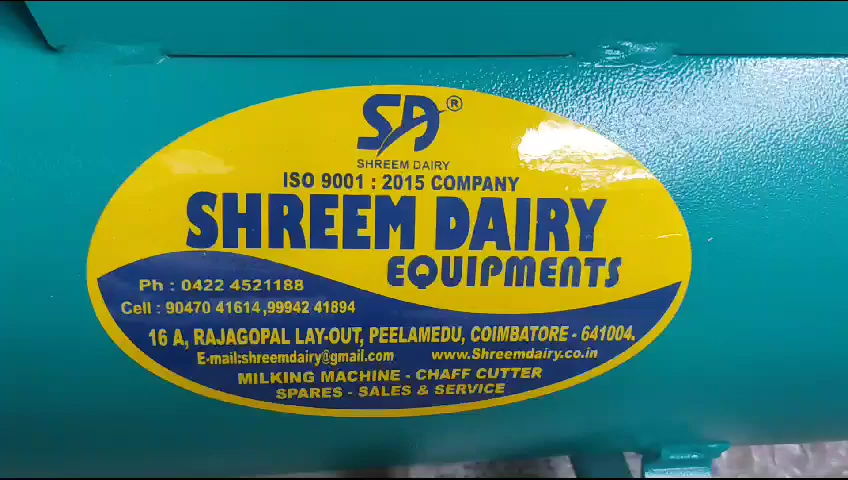 SD®
SHREEM DAIRY
ISO 9001 : 2015 COMPANY
SHREEM DAIRY
EQUIPMENTS
Ph : 0422 4521188
Cell : 90470 41614 ,99942 41894
16 A, RAJAGOPAL LAY-OUT, PEELAMEDU, COIMBATORE - 641004.
E-mail:shreemdairy@gmail.com www.Shreemdairy.co.in
MILKING MACHINE - CHAFF CUTTER
SPARES - SALES & SERVICE